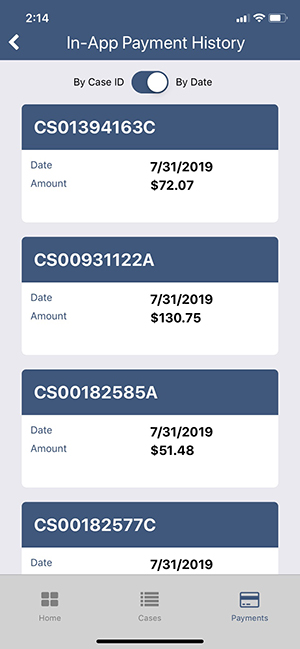 2:14
In-App Payment History
By Case ID By Date
CS01394163C
Date 7/31/2019
Amount $72.07
CS00931122A
Date 7/31/2019
Amount $130.75
CS00182585A
Date 7/31/2019
Amount $51.48
CS00182577C
Date 7/31/2019
Home Cases Payments